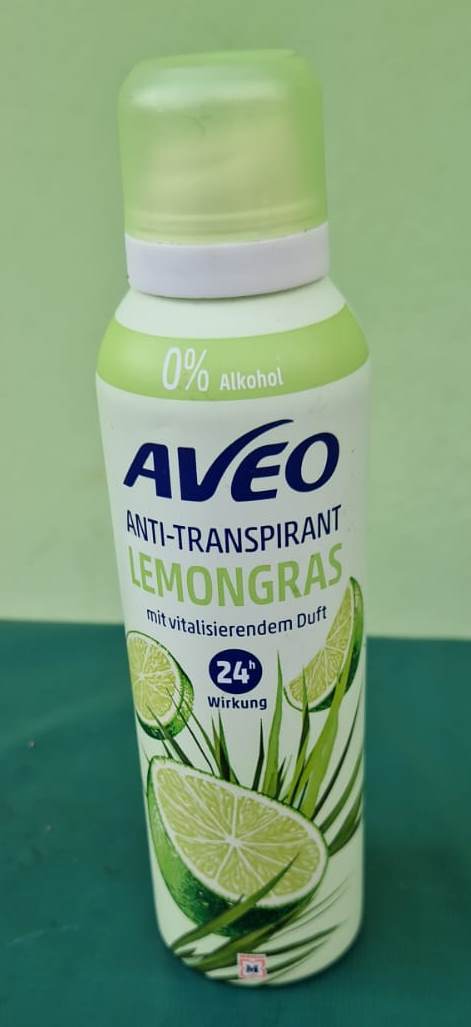 0% Alkohol
AVEO
ANTI-TRANSPIRANT
LEMONGRAS
mit vitalisierendem Duft
24h
Wirkung
M